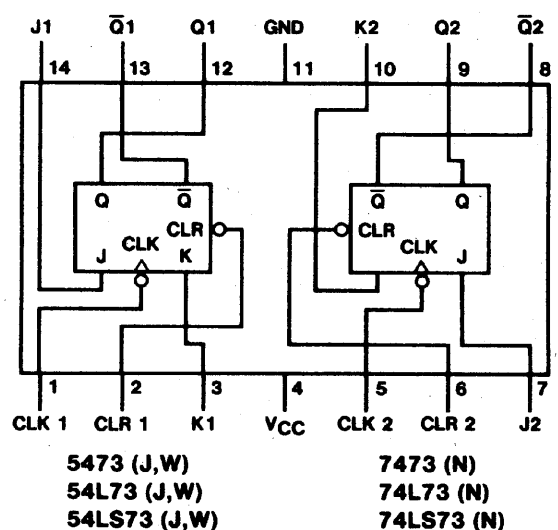 J1 Q̅1 Q1 GND K2 Q2 Q̅2
14 13 12 11 10 9 8
Q Q̅ Q̅ Q
CLR CLR
CLK CLK
J K J
1 2 3 4 5 6 7
CLK 1 CLR 1 K1 VCC CLK 2 CLR 2 J2
5473 (J,W) 7473 (N)
54L73 (J,W) 74L73 (N)
54LS73 (J,W) 74LS73 (N)